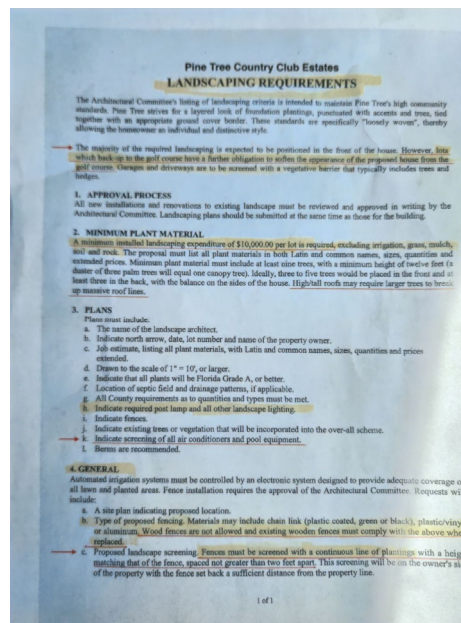 Pine Tree Country Club Estates
LANDSCAPING REQUIREMENTS
The Architectural Committee's listing of landscaping criteria is intended to maintain Pine Tree's high community
standards. Pine Tree strives for a layered look of foundation plantings, punctuated with accents and trees, tied
together with an appropriate ground cover border. These standards are specifically "loosely woven", thereby
allowing the homeowner an individual and distinctive style.
The majority of the required landscaping is expected to be positioned in the front of the house. However, lots
which back up to the golf course have a further obligation to soften the appearance of the proposed house from the
golf course. Garages and driveways are to be screened with a vegetative barrier that typically includes trees and
hedges.
1. APPROVAL PROCESS
All new installations and renovations to existing landscape must be reviewed and approved in writing by the
Architectural Committee. Landscaping plans should be submitted at the same time as those for the building.
2. MINIMUM PLANT MATERIAL
A minimum installed landscaping expenditure of $10,000.00 per lot is required, excluding irrigation, grass, mulch,
soil and rock. The proposal must list all plant materials in both Latin and common names, sizes, quantities and
extended prices. Minimum plant material must include at least nine trees, with a minimum height of twelve feet (a
cluster of three palm trees will equal one canopy tree). Ideally, three to five trees would be placed in the front and at
least three in the back, with the balance on the sides of the house. High/tall roofs may require larger trees to break
up massive roof lines.
3. PLANS
Plans must include:
a. The name of the landscape architect.
b. Indicate north arrow, date, lot number and name of the property owner.
c. Job estimate, listing all plant materials, with Latin and common names, sizes, quantities and prices
extended.
d. Drawn to the scale of 1" = 10', or larger.
e. Indicate that all plants will be Florida Grade A, or better.
f. Location of septic field and drainage patterns, if applicable.
g. All County requirements as to quantities and types must be met.
h. Indicate required post lamp and all other landscape lighting.
i. Indicate fences.
j. Indicate existing trees or vegetation that will be incorporated into the over-all scheme.
k. Indicate screening of all air conditioners and pool equipment.
l. Berms are recommended.
4. GENERAL
Automated irrigation systems must be controlled by an electronic system designed to provide adequate coverage o
all lawn and planted areas. Fence installation requires the approval of the Architectural Committee. Requests wi
include:
a. A site plan indicating proposed location.
b. Type of proposed fencing. Materials may include chain link (plastic coated, green or black), plastic/viny
or aluminum. Wood fences are not allowed and existing wooden fences must comply with the above whe
replaced.
c. Proposed landscape screening. Fences must be screened with a continuous line of plantings with a heig
matching that of the fence, spaced not greater than two feet apart. This screening will be on the owner's si
of the property with the fence set back a sufficient distance from the property line.
1 of 1